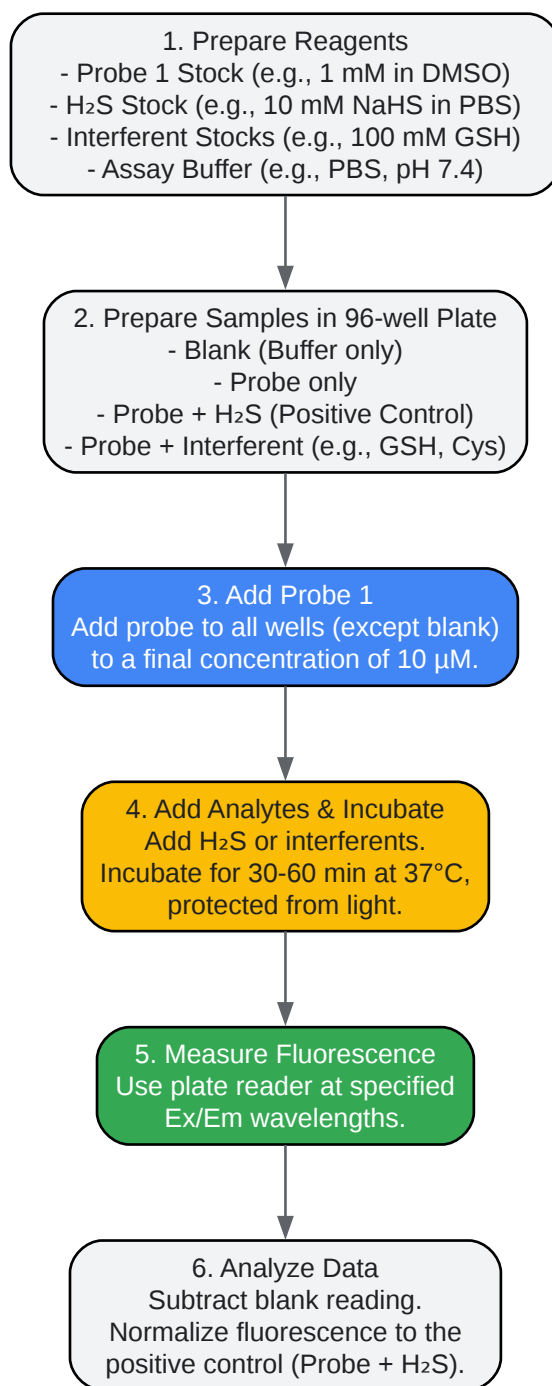 1. Prepare Reagents
- Probe 1 Stock (e.g., 1 mM in DMSO)
- H₂S Stock (e.g., 10 mM NaHS in PBS)
- Interferent Stocks (e.g., 100 mM GSH)
- Assay Buffer (e.g., PBS, pH 7.4)
2. Prepare Samples in 96-well Plate
- Blank (Buffer only)
- Probe only
- Probe + H₂S (Positive Control)
- Probe + Interferent (e.g., GSH, Cys)
3. Add Probe 1
Add probe to all wells (except blank)
to a final concentration of 10 µM.
4. Add Analytes & Incubate
Add H₂S or interferents.
Incubate for 30-60 min at 37°C,
protected from light.
5. Measure Fluorescence
Use plate reader at specified
Ex/Em wavelengths.
6. Analyze Data
Subtract blank reading.
Normalize fluorescence to the
positive control (Probe + H₂S).